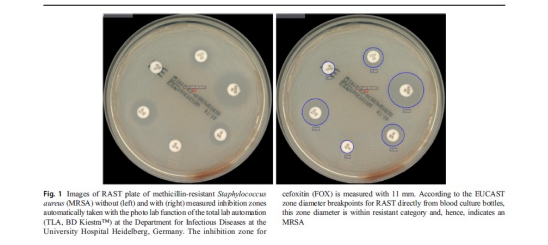 Fig. 1 Images of RAST plate of methicillin-resistant Staphylococcus
aureus (MRSA) without (left) and with (right) measured inhibition zones
automatically taken with the photo lab function of the total lab automation
(TLA, BD Kiestra™) at the Department for Infectious Diseases at the
University Hospital Heidelberg, Germany. The inhibition zone for
cefoxitin (FOX) is measured with 11 mm. According to the EUCAST
zone diameter breakpoints for RAST directly from blood culture bottles,
this zone diameter is within resistant category and, hence, indicates an
MRSA